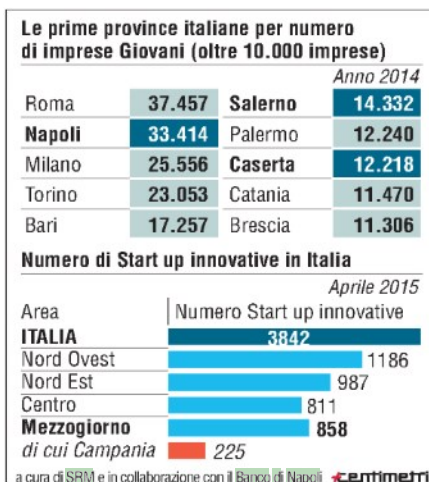 Le prime province italiane per numero
di imprese Giovani (oltre 10.000 imprese)
Anno 2014
Roma 37.457 Salerno 14.332
Napoli 33.414 Palermo 12.240
Milano 25.556 Caserta 12.218
Torino 23.053 Catania 11.470
Bari 17.257 Brescia 11.306
Numero di Start up innovative in Italia
Aprile 2015
Area Numero Start up innovative
ITALIA 3842
Nord Ovest 1186
Nord Est 987
Centro 811
Mezzogiorno 858
di cui Campania 225
a cura di SRM e in collaborazione con il Banco di Napoli centimetri